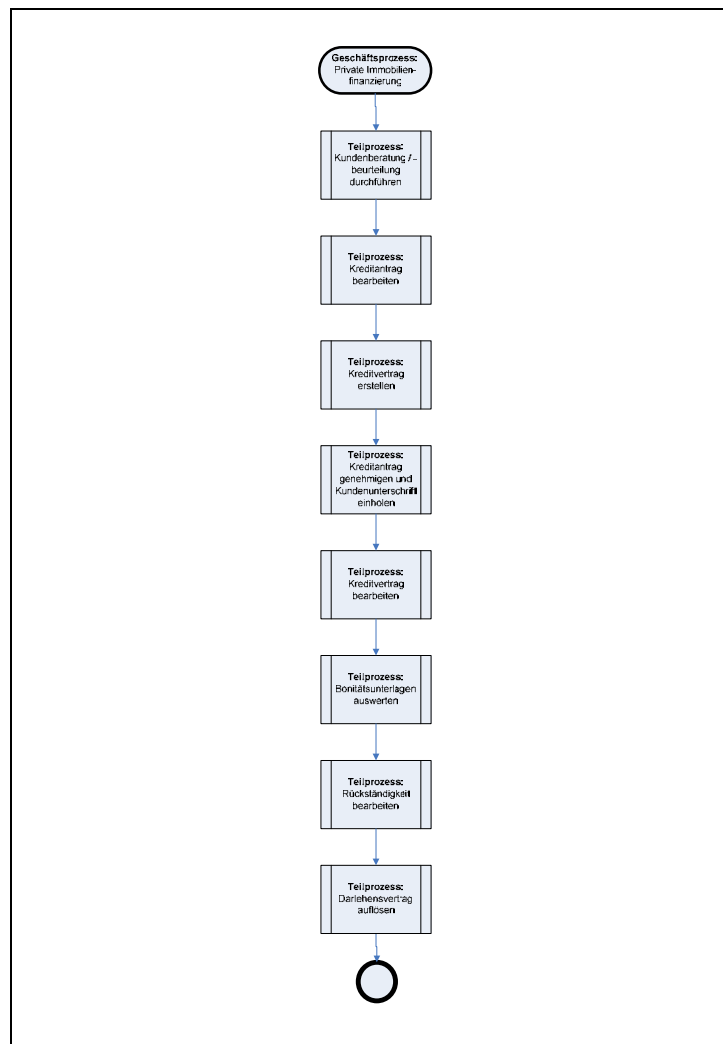 Geschäftsprozess:
Private Immobilien-
finanzierung
Teilprozess:
Kundenberatung / -
beurteilung
durchführen
Teilprozess:
Kreditantrag
bearbeiten
Teilprozess:
Kreditvertrag
erstellen
Teilprozess:
Kreditantrag
genehmigen und
Kundenunterschrift
einholen
Teilprozess:
Kreditvertrag
bearbeiten
Teilprozess:
Bonitätsunterlagen
auswerten
Teilprozess:
Rückständigkeit
bearbeiten
Teilprozess:
Darlehensvertrag
auflösen